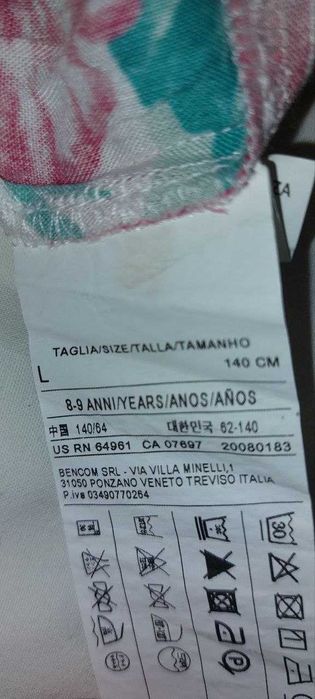 TAGLIA/SIZE/TALLA/TAMANHO
L 140 CM
8-9 ANNI/YEARS/ANOS/AÑOS
中国 140/64 대한민국 62-140
US RN 64961 CA 07697 20080183
BENCOM SRL - VIA VILLA MINELLI,1
31050 PONZANO VENETO TREVISO ITALIA
P.iva 03490770264
30